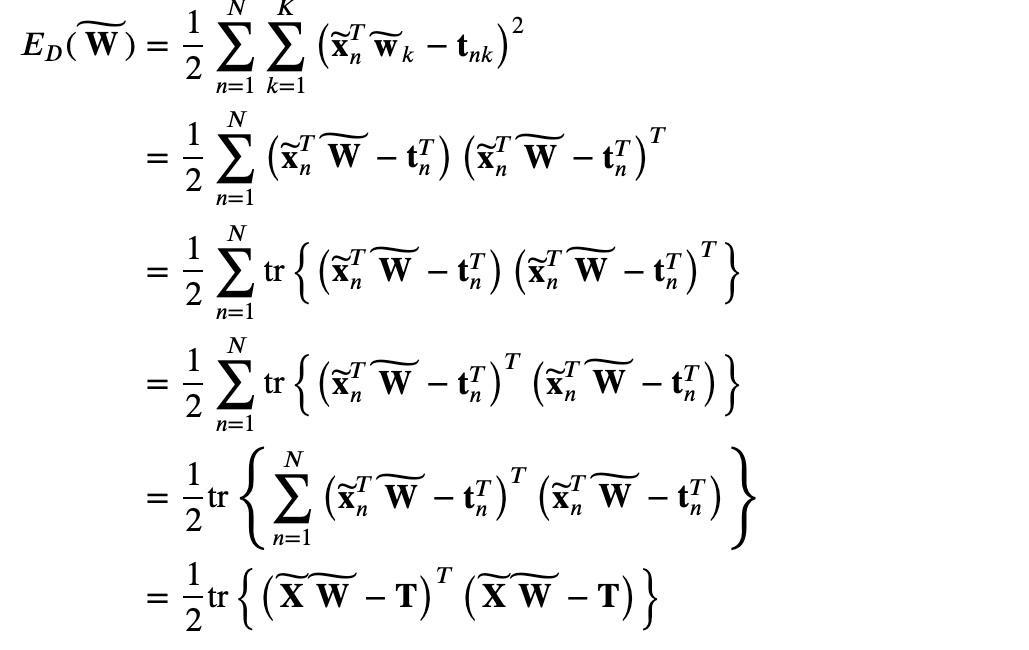 E_D(\widetilde{\mathbf{W}}) = \frac{1}{2} \sum_{n=1}^{N} \sum_{k=1}^{K} \left( \widetilde{\mathbf{x}}_n^T \widetilde{\mathbf{w}}_k - \mathbf{t}_{nk} \right)^2
= \frac{1}{2} \sum_{n=1}^{N} \left( \widetilde{\mathbf{x}}_n^T \widetilde{\mathbf{W}} - \mathbf{t}_n^T \right) \left( \widetilde{\mathbf{x}}_n^T \widetilde{\mathbf{W}} - \mathbf{t}_n^T \right)^T
= \frac{1}{2} \sum_{n=1}^{N} \text{tr} \left\{ \left( \widetilde{\mathbf{x}}_n^T \widetilde{\mathbf{W}} - \mathbf{t}_n^T \right) \left( \widetilde{\mathbf{x}}_n^T \widetilde{\mathbf{W}} - \mathbf{t}_n^T \right)^T \right\}
= \frac{1}{2} \sum_{n=1}^{N} \text{tr} \left\{ \left( \widetilde{\mathbf{x}}_n^T \widetilde{\mathbf{W}} - \mathbf{t}_n^T \right)^T \left( \widetilde{\mathbf{x}}_n^T \widetilde{\mathbf{W}} - \mathbf{t}_n^T \right) \right\}
= \frac{1}{2} \text{tr} \left\{ \sum_{n=1}^{N} \left( \widetilde{\mathbf{x}}_n^T \widetilde{\mathbf{W}} - \mathbf{t}_n^T \right)^T \left( \widetilde{\mathbf{x}}_n^T \widetilde{\mathbf{W}} - \mathbf{t}_n^T \right) \right\}
= \frac{1}{2} \text{tr} \left\{ \left( \widetilde{\mathbf{X}} \widetilde{\mathbf{W}} - \mathbf{T} \right)^T \left( \widetilde{\mathbf{X}} \widetilde{\mathbf{W}} - \mathbf{T} \right) \right\}